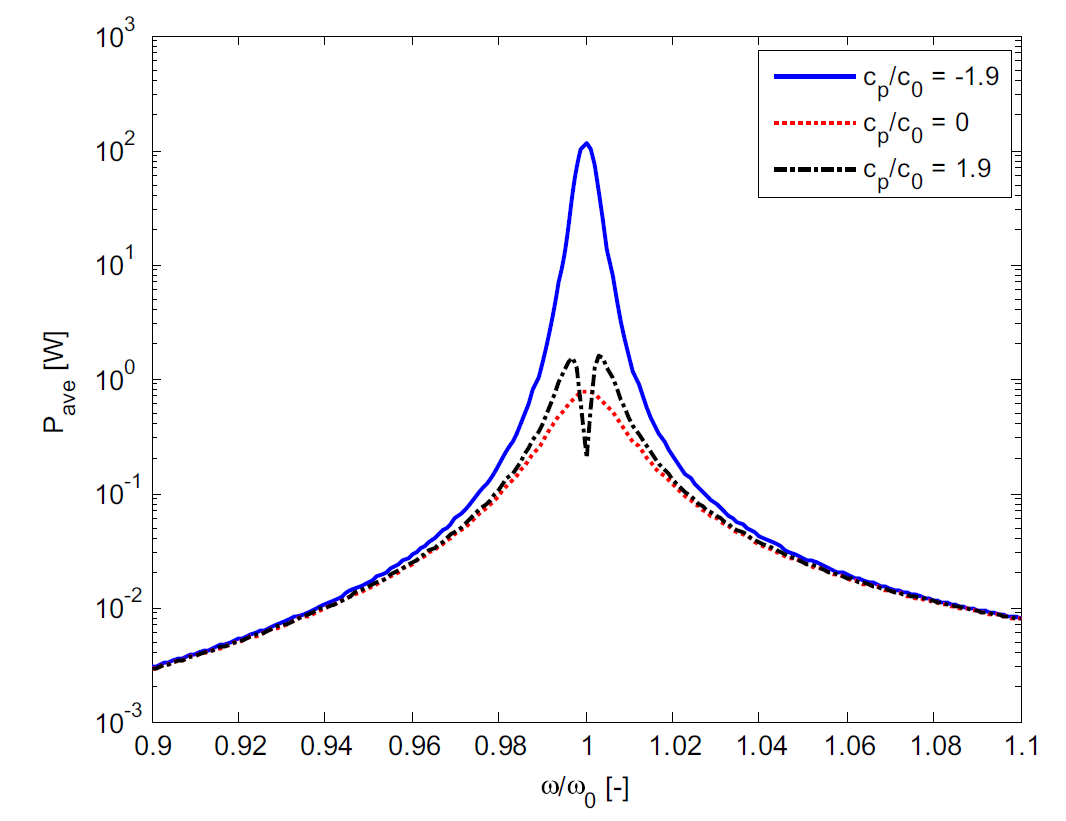 10^3
10^2
10^1
10^0
10^-1
10^-2
10^-3
P_ave [W]
c_p/c_0 = -1.9
c_p/c_0 = 0
c_p/c_0 = 1.9
0.9 0.92 0.94 0.96 0.98 1 1.02 1.04 1.06 1.08 1.1
ω/ω_0 [-]